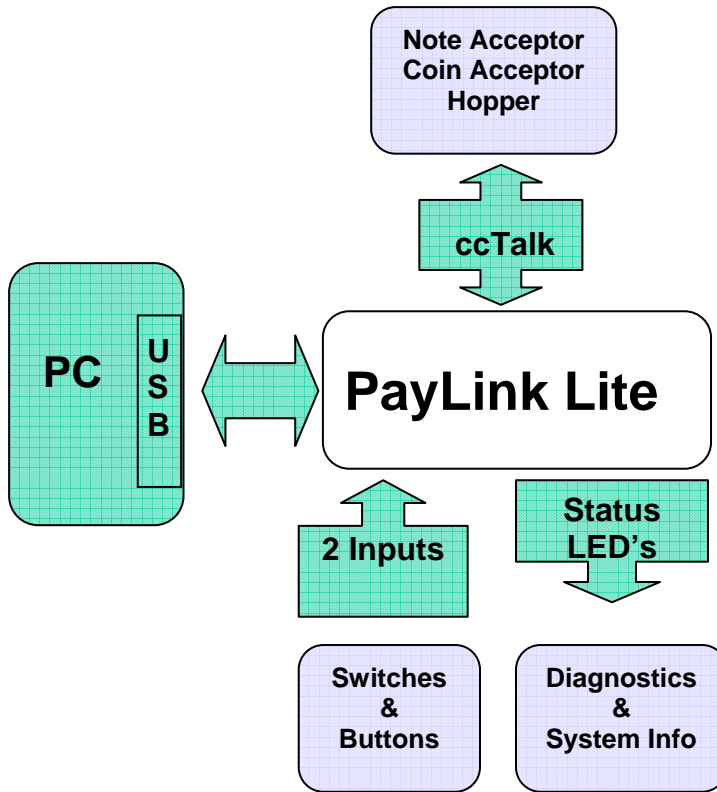 Note Acceptor
Coin Acceptor
Hopper
ccTalk
PC
U
S
B
PayLink Lite
2 Inputs
Status
LED's
Switches
&
Buttons
Diagnostics
&
System Info